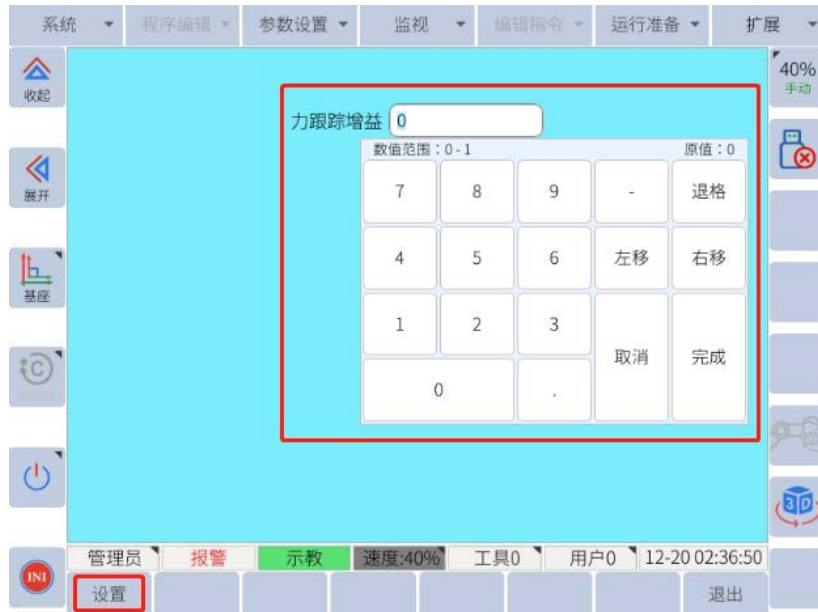 系统 程序编辑 参数设置 监视 编辑指令 运行准备 扩展
收起
40%
手动
力跟踪增益 0
数值范围：0-1 原值：0
展开
7 8 9 - 退格
4 5 6 左移 右移
基座
1 2 3 取消 完成
0 .
C
3D
管理员 报警 示教 速度:40% 工具0 用户0 12-20 02:36:50
INI
设置 退出